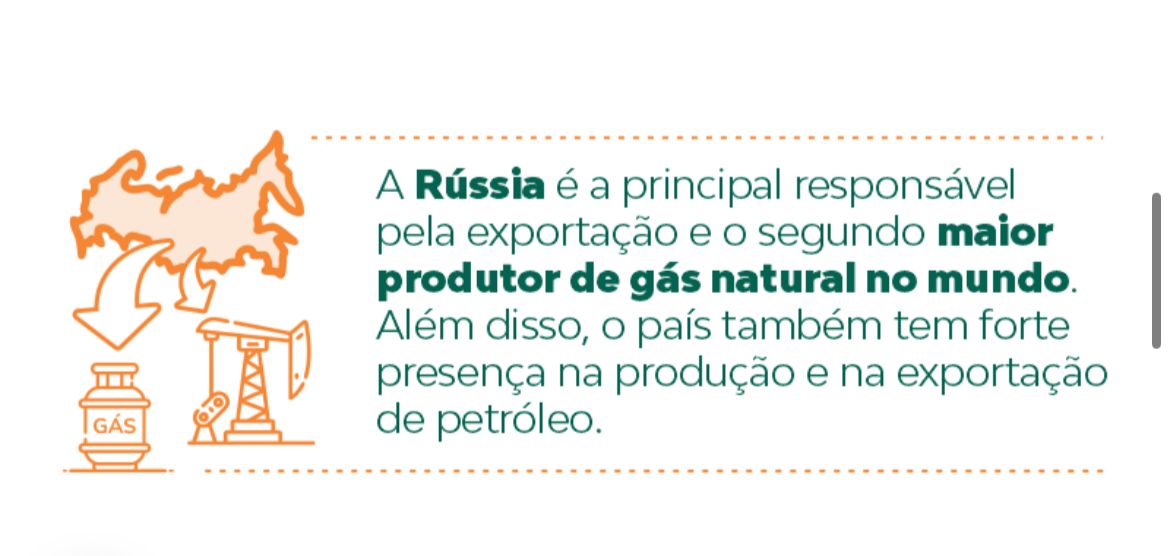 A Rússia é a principal responsável
pela exportação e o segundo maior
produtor de gás natural no mundo.
Além disso, o país também tem forte
presença na produção e na exportação
de petróleo.
GÁS